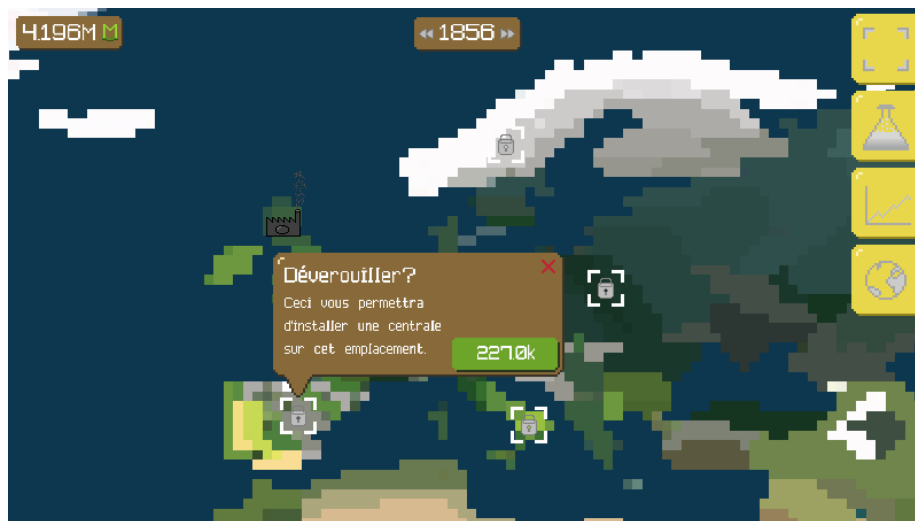 4.196M M
1856
Déverouiller?
Ceci vous permettra
d'installer une centrale
sur cet emplacement.
227.0k